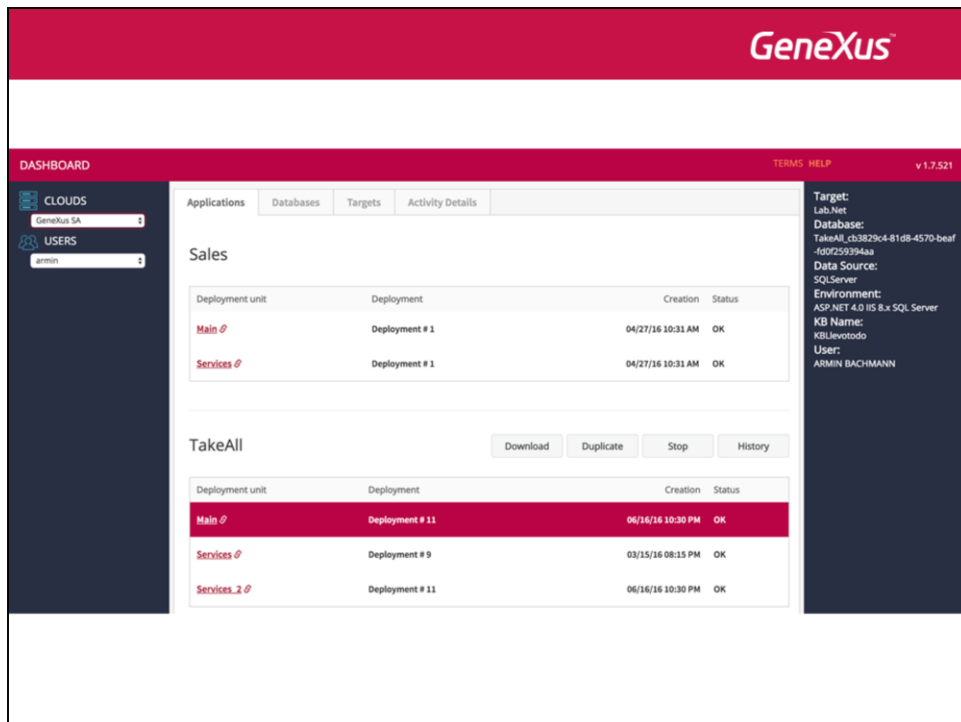 GeneXus™
DASHBOARD
TERMS HELP
v 1.7.521
CLOUDS
GeneXus SA
USERS
armin
Applications Databases Targets Activity Details
Sales
Deployment unit Deployment Creation Status
Main Deployment # 1 04/27/16 10:31 AM OK
Services Deployment # 1 04/27/16 10:31 AM OK
TakeAll
Download Duplicate Stop History
Deployment unit Deployment Creation Status
Main Deployment # 11 06/16/16 10:30 PM OK
Services Deployment # 9 03/15/16 08:15 PM OK
Services_2 Deployment # 11 06/16/16 10:30 PM OK
Target:
Lab.Net
Database:
TakeAll_cb3829c4-81d8-4570-beaf
-fd0f259394aa
Data Source:
SQLServer
Environment:
ASP.NET 4.0 IIS 8.x SQL Server
KB Name:
KBLlevotodo
User:
ARMIN BACHMANN